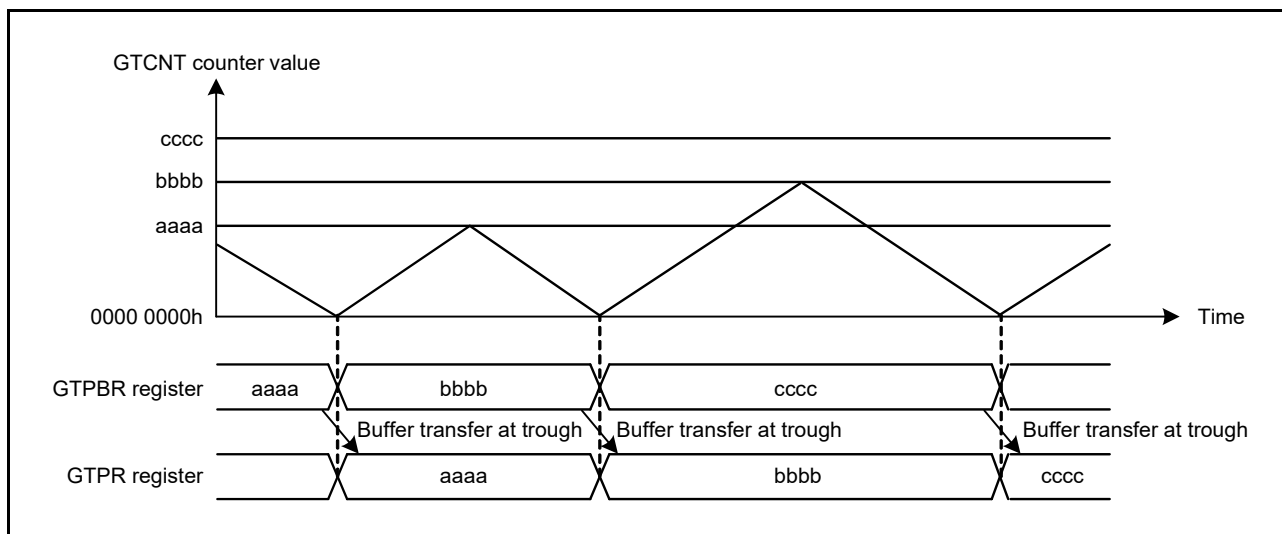 GTCNT counter value
cccc
bbbb
aaaa
0000 0000h
Time
GTPBR register
aaaa
bbbb
cccc
Buffer transfer at trough
Buffer transfer at trough
Buffer transfer at trough
GTPR register
aaaa
bbbb
cccc